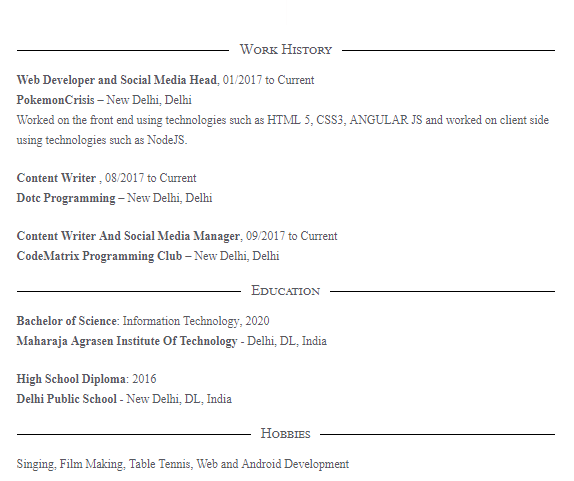 Work History
Web Developer and Social Media Head, 01/2017 to Current
PokemonCrisis – New Delhi, Delhi
Worked on the front end using technologies such as HTML 5, CSS3, ANGULAR JS and worked on client side
using technologies such as NodeJS.
Content Writer , 08/2017 to Current
Dotc Programming – New Delhi, Delhi
Content Writer And Social Media Manager, 09/2017 to Current
CodeMatrix Programming Club – New Delhi, Delhi
Education
Bachelor of Science: Information Technology, 2020
Maharaja Agrasen Institute Of Technology - Delhi, DL, India
High School Diploma: 2016
Delhi Public School - New Delhi, DL, India
Hobbies
Singing, Film Making, Table Tennis, Web and Android Development